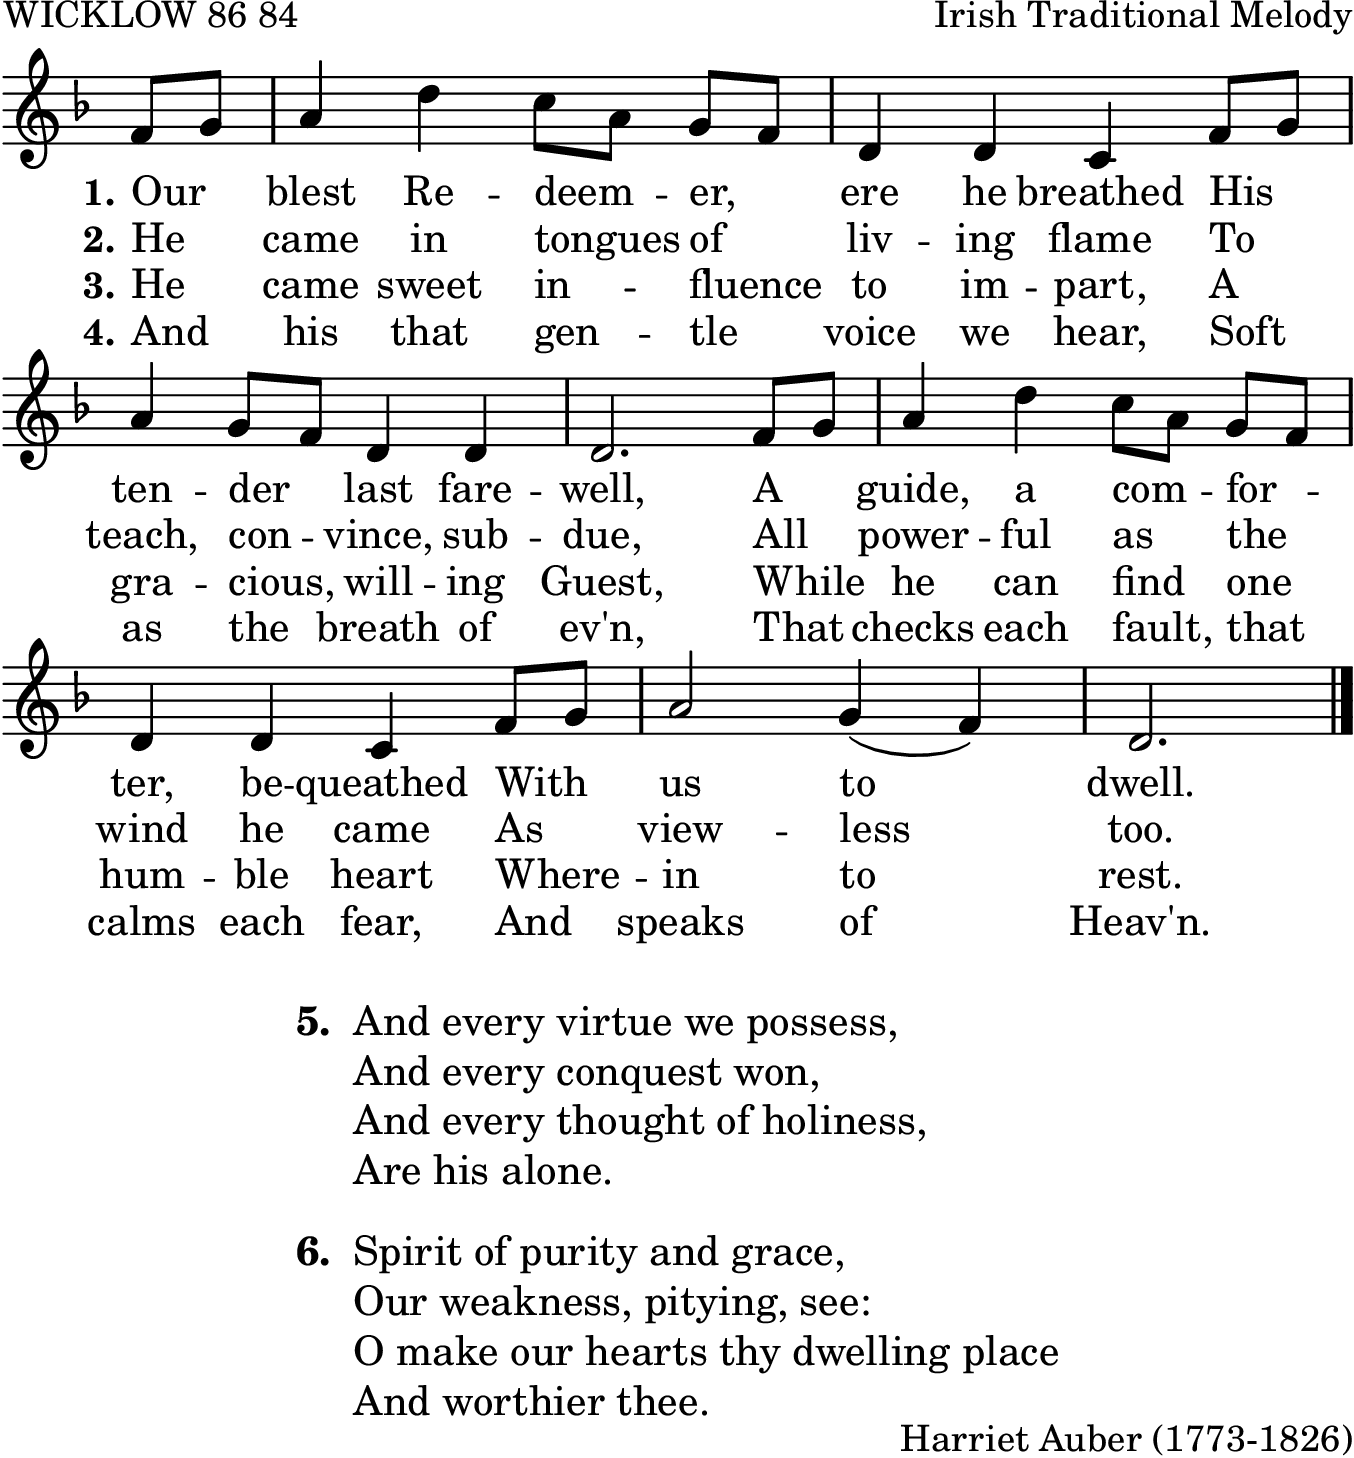 WICKLOW 86 84
Irish Traditional Melody
1. Our blest Re - deem - er, ere he breathed His
2. He came in tongues of liv - ing flame To
3. He came sweet in - fluence to im - part, A
4. And his that gen - tle voice we hear, Soft
ten - der last fare - well, A guide, a com - for -
teach, con - vince, sub - due, All power - ful as the
gra - cious, will - ing Guest, While he can find one
as the breath of ev'n, That checks each fault, that
ter, be - queathed With us to dwell.
wind he came As view - less too.
hum - ble heart Where - in to rest.
calms each fear, And speaks of Heav'n.
5. And every virtue we possess,
And every conquest won,
And every thought of holiness,
Are his alone.
6. Spirit of purity and grace,
Our weakness, pitying, see:
O make our hearts thy dwelling place
And worthier thee.
Harriet Auber (1773-1826)